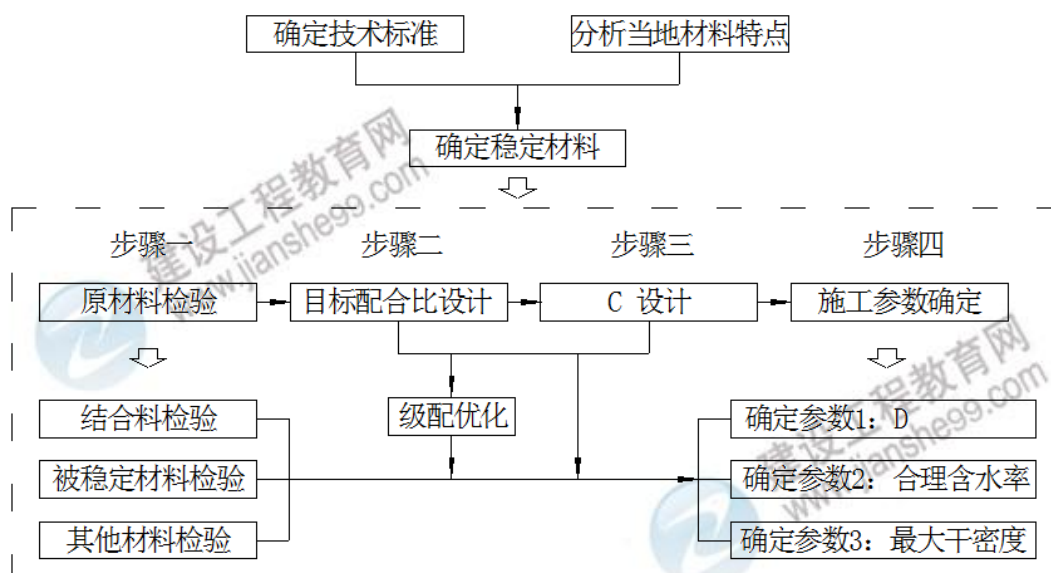 确定技术标准
分析当地材料特点
确定稳定材料
步骤一
步骤二
步骤三
步骤四
原材料检验
目标配合比设计
C 设计
施工参数确定
结合料检验
级配优化
确定参数1：D
被稳定材料检验
确定参数2：合理含水率
其他材料检验
确定参数3：最大干密度
建设工程教育网
www.jianshe99.com
建设工程教育网
www.jianshe99.com